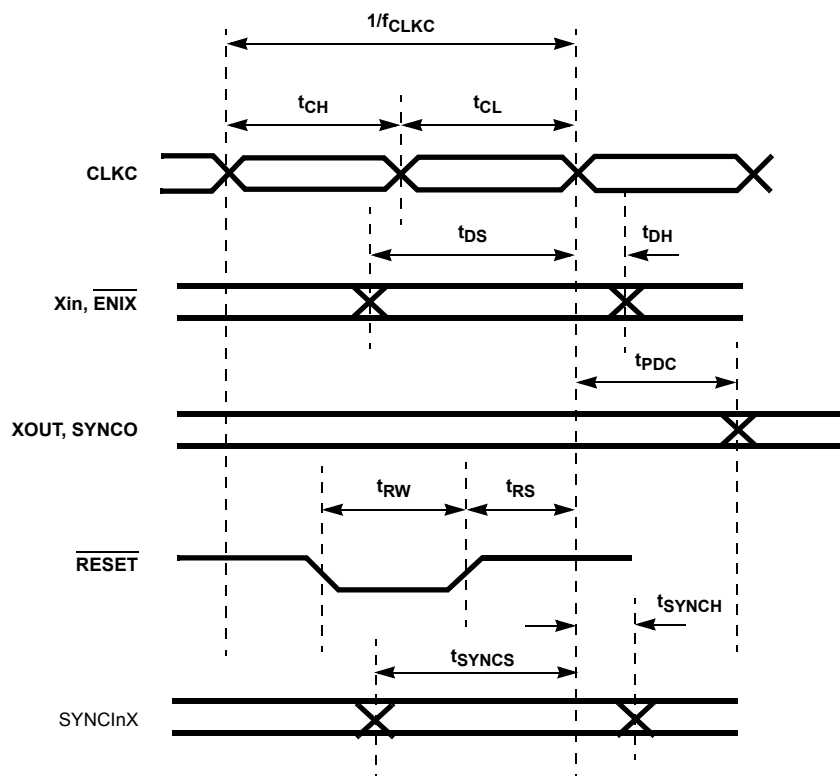 1/fCLKC
tCH tCL
CLKC
tDS tDH
Xin, ENIX
tPDC
XOUT, SYNCO
tRW tRS
RESET
tSYNCH
tSYNCS
SYNCInX